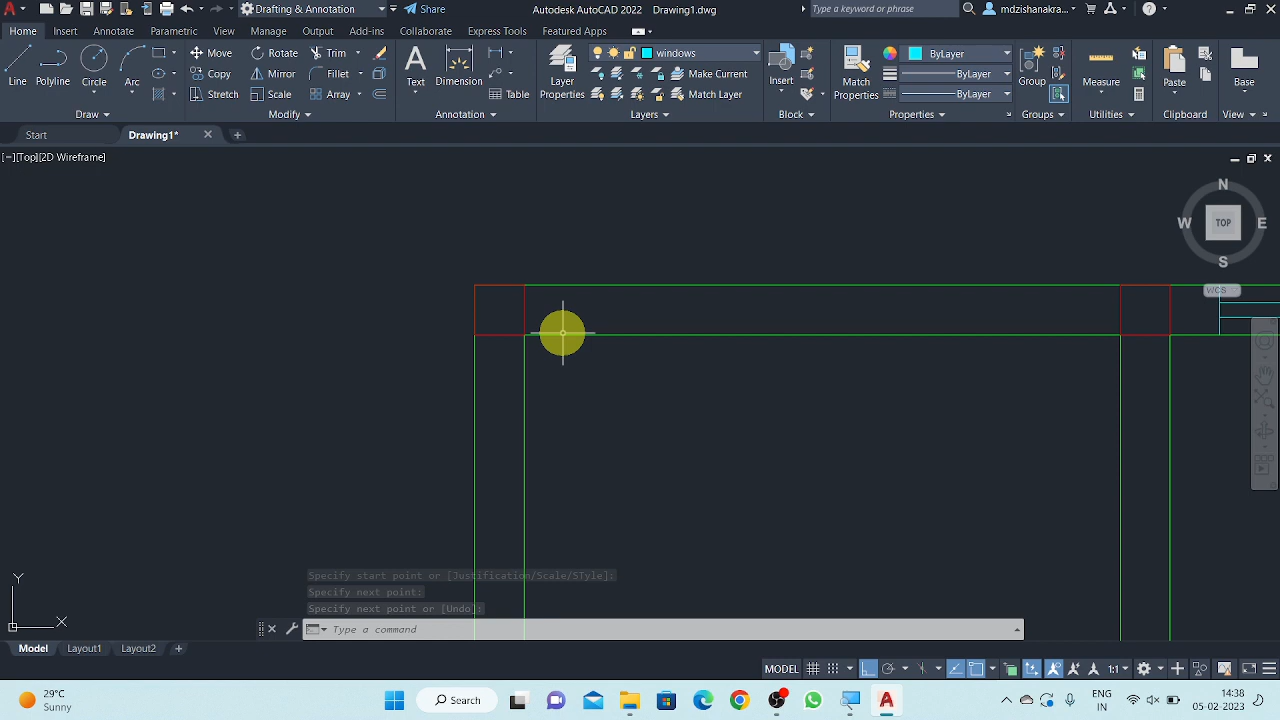 Drafting & Annotation Share Autodesk AutoCAD 2022 Drawing1.dwg Type a keyword or phrase mdzishanakra...
Home Insert Annotate Parametric View Manage Output Add-ins Collaborate Express Tools Featured Apps
Line Polyline Circle Arc
Move Rotate Trim
Copy Mirror Fillet
Stretch Scale Array
Text Dimension Table
Layer Properties windows Make Current Match Layer
Insert
Match Properties ByLayer ByLayer ByLayer
Group Measure Paste Base
Draw Modify Annotation Layers Block Properties Groups Utilities Clipboard View
Start Drawing1*
[−][Top][2D Wireframe]
N
W TOP E
S
WCS
Specify start point or [Justification/Scale/STyle]:
Specify next point:
Specify next point or [Undo]:
Type a command
Y
X
Model Layout1 Layout2
MODEL 1:1
29°C
Sunny
Search
ENG
IN
14:38
05-02-2023